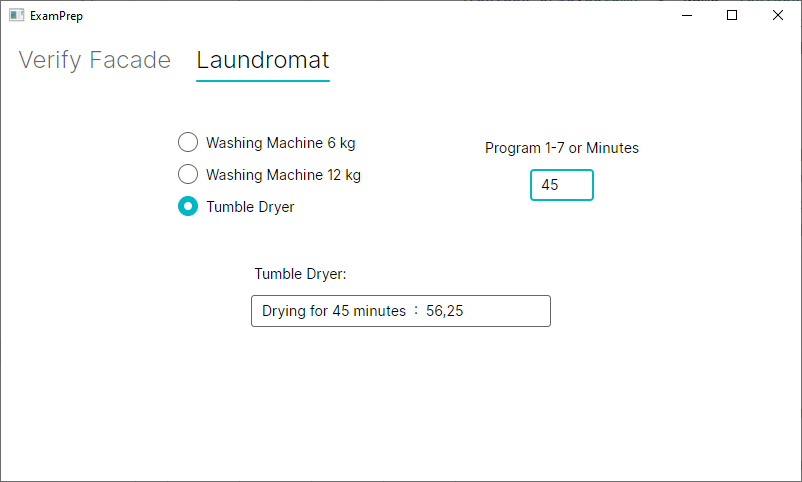 ExamPrep
Verify Facade Laundromat
Washing Machine 6 kg
Washing Machine 12 kg
Tumble Dryer
Program 1-7 or Minutes
45
Tumble Dryer:
Drying for 45 minutes : 56,25